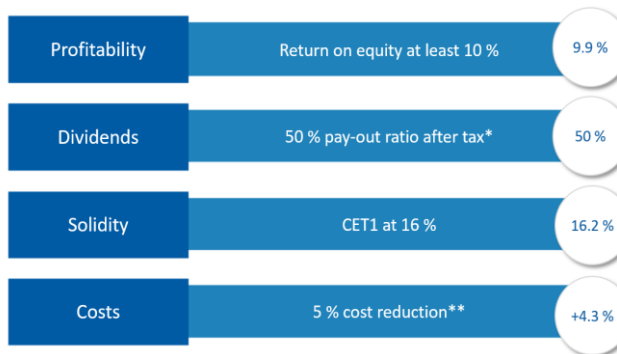 Profitability Return on equity at least 10 % 9.9 %
Dividends 50 % pay-out ratio after tax* 50 %
Solidity CET1 at 16 % 16.2 %
Costs 5 % cost reduction** +4.3 %